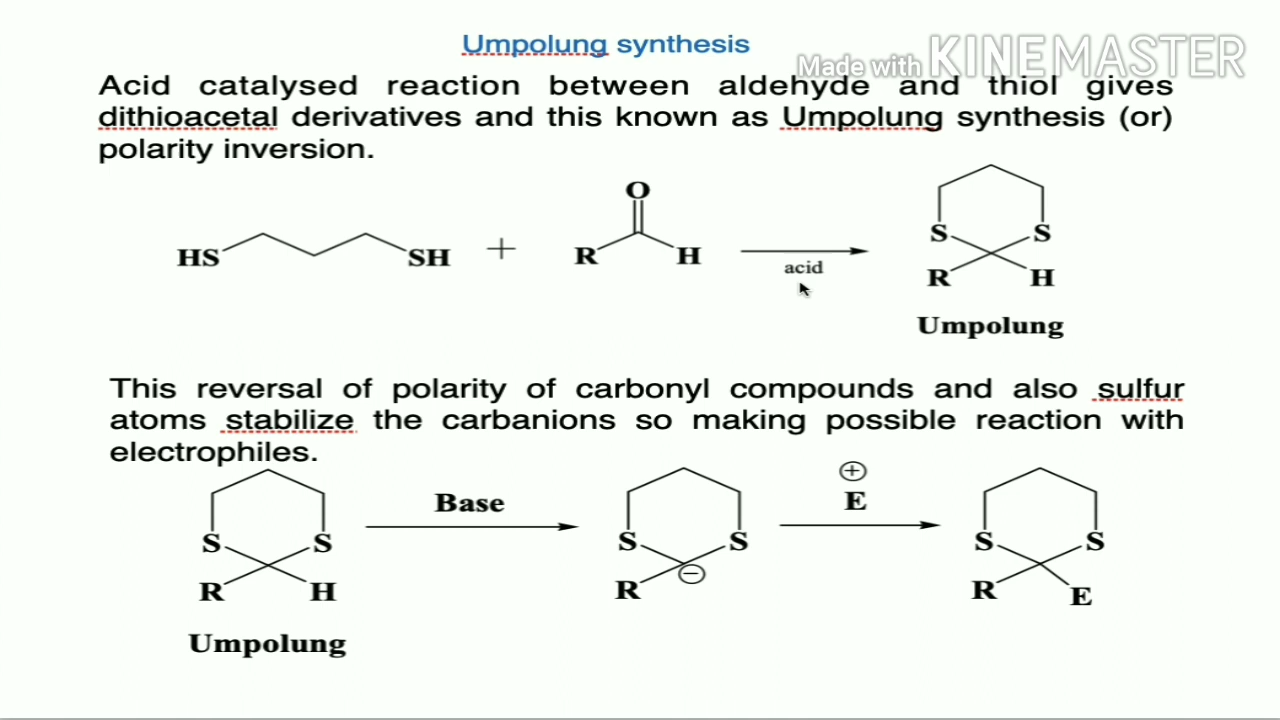 Umpolung synthesis
Made with KINEMASTER
Acid catalysed reaction between aldehyde and thiol gives
dithioacetal derivatives and this known as Umpolung synthesis (or)
polarity inversion.
HS SH + R O H acid S S R H
Umpolung
This reversal of polarity of carbonyl compounds and also sulfur
atoms stabilize the carbanions so making possible reaction with
electrophiles.
S S R H Base S S R − + E S S R E
Umpolung